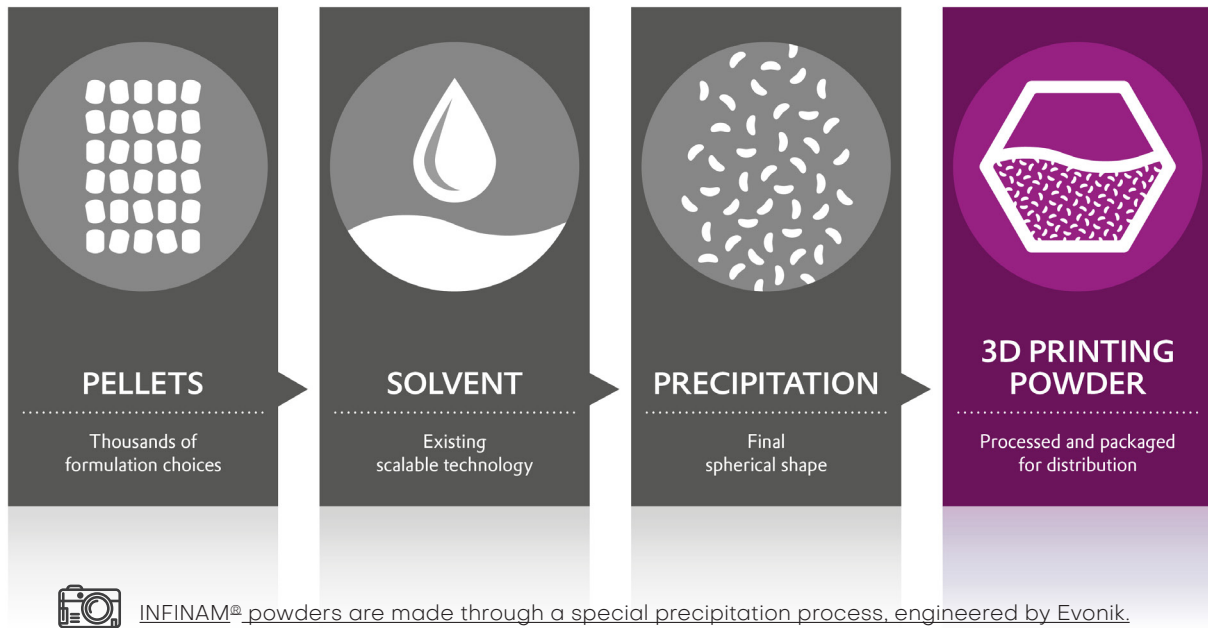 PELLETS
Thousands of
formulation choices
SOLVENT
Existing
scalable technology
PRECIPITATION
Final
spherical shape
3D PRINTING
POWDER
Processed and packaged
for distribution
INFINAM® powders are made through a special precipitation process, engineered by Evonik.